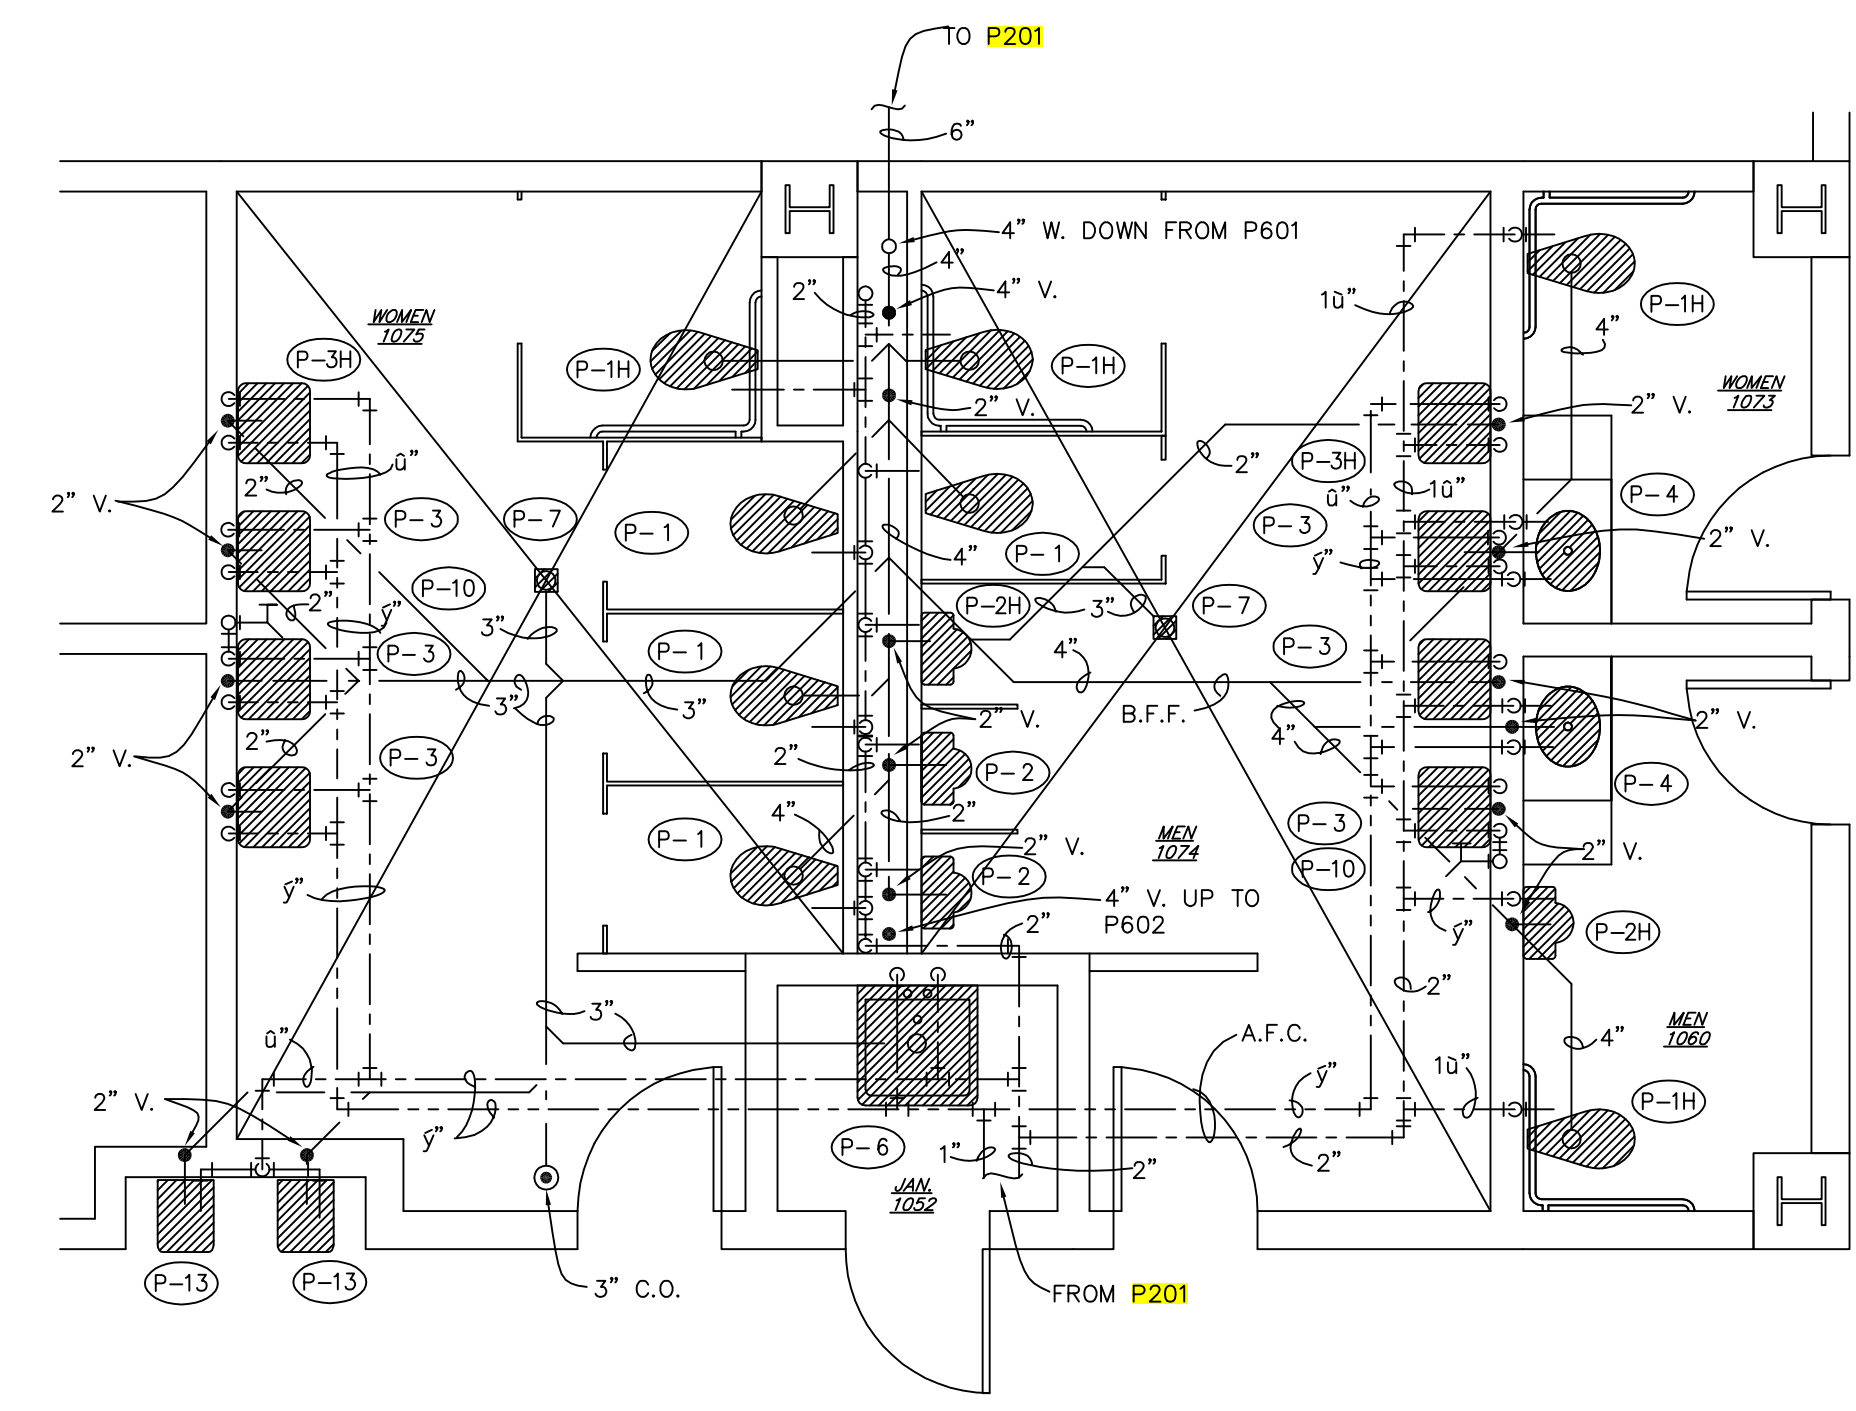 TO P201
6”
4” W. DOWN FROM P601
4”
4” V.
2”
WOMEN
1075
P-3H
P-1H
P-1H
2” V.
1ù”
P-1H
4”
WOMEN
1073
2” V.
2”
P-3H
û”
2”
2” V.
P-3
P-7
P-1
4”
P-1
P-3
û”
1û”
P-4
2” V.
ý”
P-10
2”
ý”
P-2H
3”
P-7
3”
P-3
P-1
4”
P-3
3”
3”
B.F.F.
2” V.
2” V.
4”
2”
2” V.
P-3
2”
P-2
P-4
4”
2”
P-1
2” V.
MEN
1074
P-3
2” V.
P-2
P-10
ý”
4” V. UP TO
P602
2”
ý”
P-2H
2”
3”
A.F.C.
MEN
1060
4”
û”
ý”
1ù”
2” V.
P-1H
ý”
P-6
1”
2”
2”
JAN.
1052
P-13
P-13
3” C.O.
FROM P201